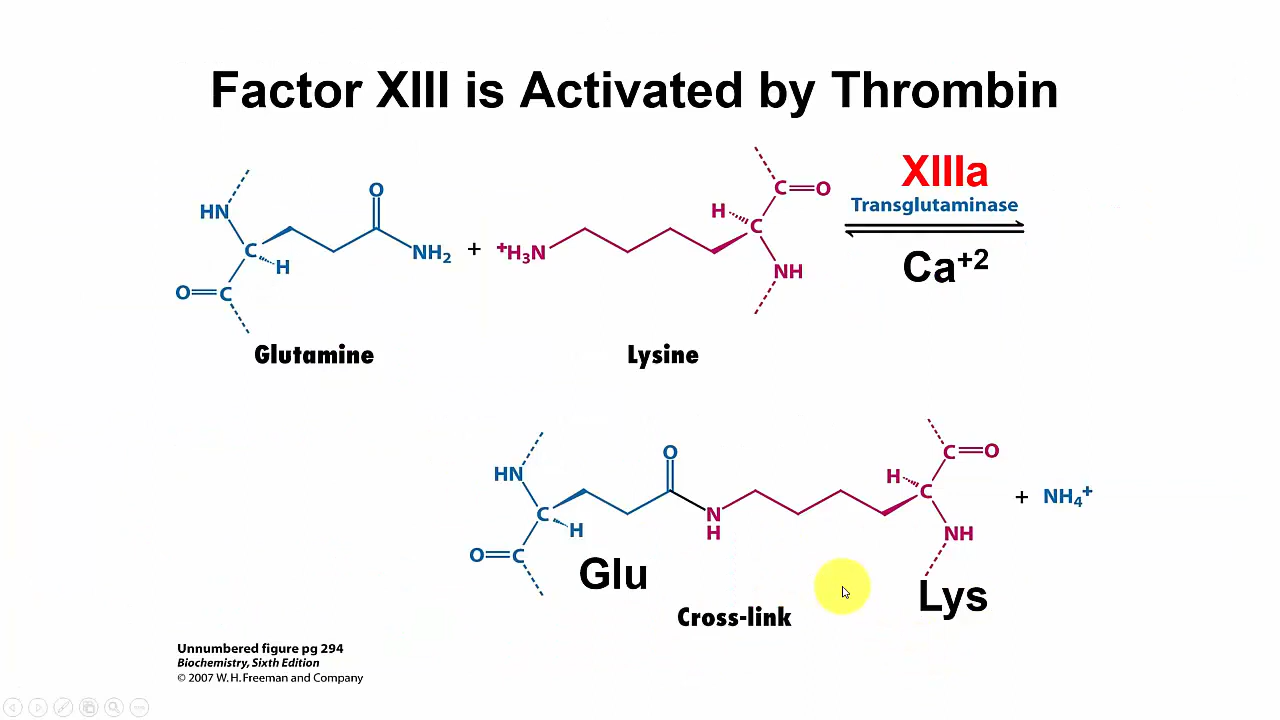 Factor XIII is Activated by Thrombin
HN
C
H
O=C
O
NH₂
+
⁺H₃N
H
C
C=O
NH
XIIIa
Transglutaminase
Ca⁺²
Glutamine
Lysine
HN
C
H
O=C
O
N
H
H
C
C=O
NH
+ NH₄⁺
Glu
Lys
Cross-link
Unnumbered figure pg 294
Biochemistry, Sixth Edition
© 2007 W. H. Freeman and Company